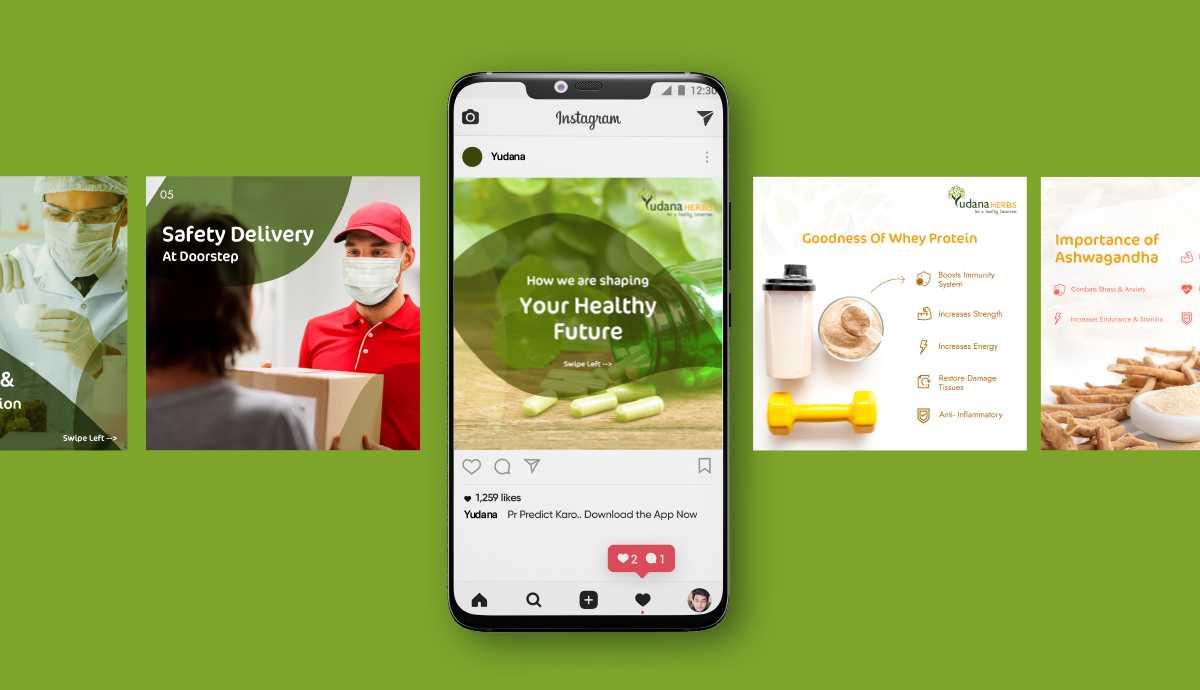 &
ion
Swipe Left -->
05
Safety Delivery
At Doorstep
12:30
Instagram
Yudana
Yudana HERBS
for a healthy tomorrow
How we are shaping
Your Healthy
Future
Swipe Left -->
1,259 likes
Yudana Pr Predict Karo.. Download the App Now
2 1
Yudana HERBS
for a healthy tomorrow
Goodness Of Whey Protein
Boosts Immunity
System
Increases Strength
Increases Energy
Restore Damage
Tissues
Anti- Inflammatory
Importance of
Ashwagandha
Combats Stress & Anxiety
Increases Endurance & Stamina